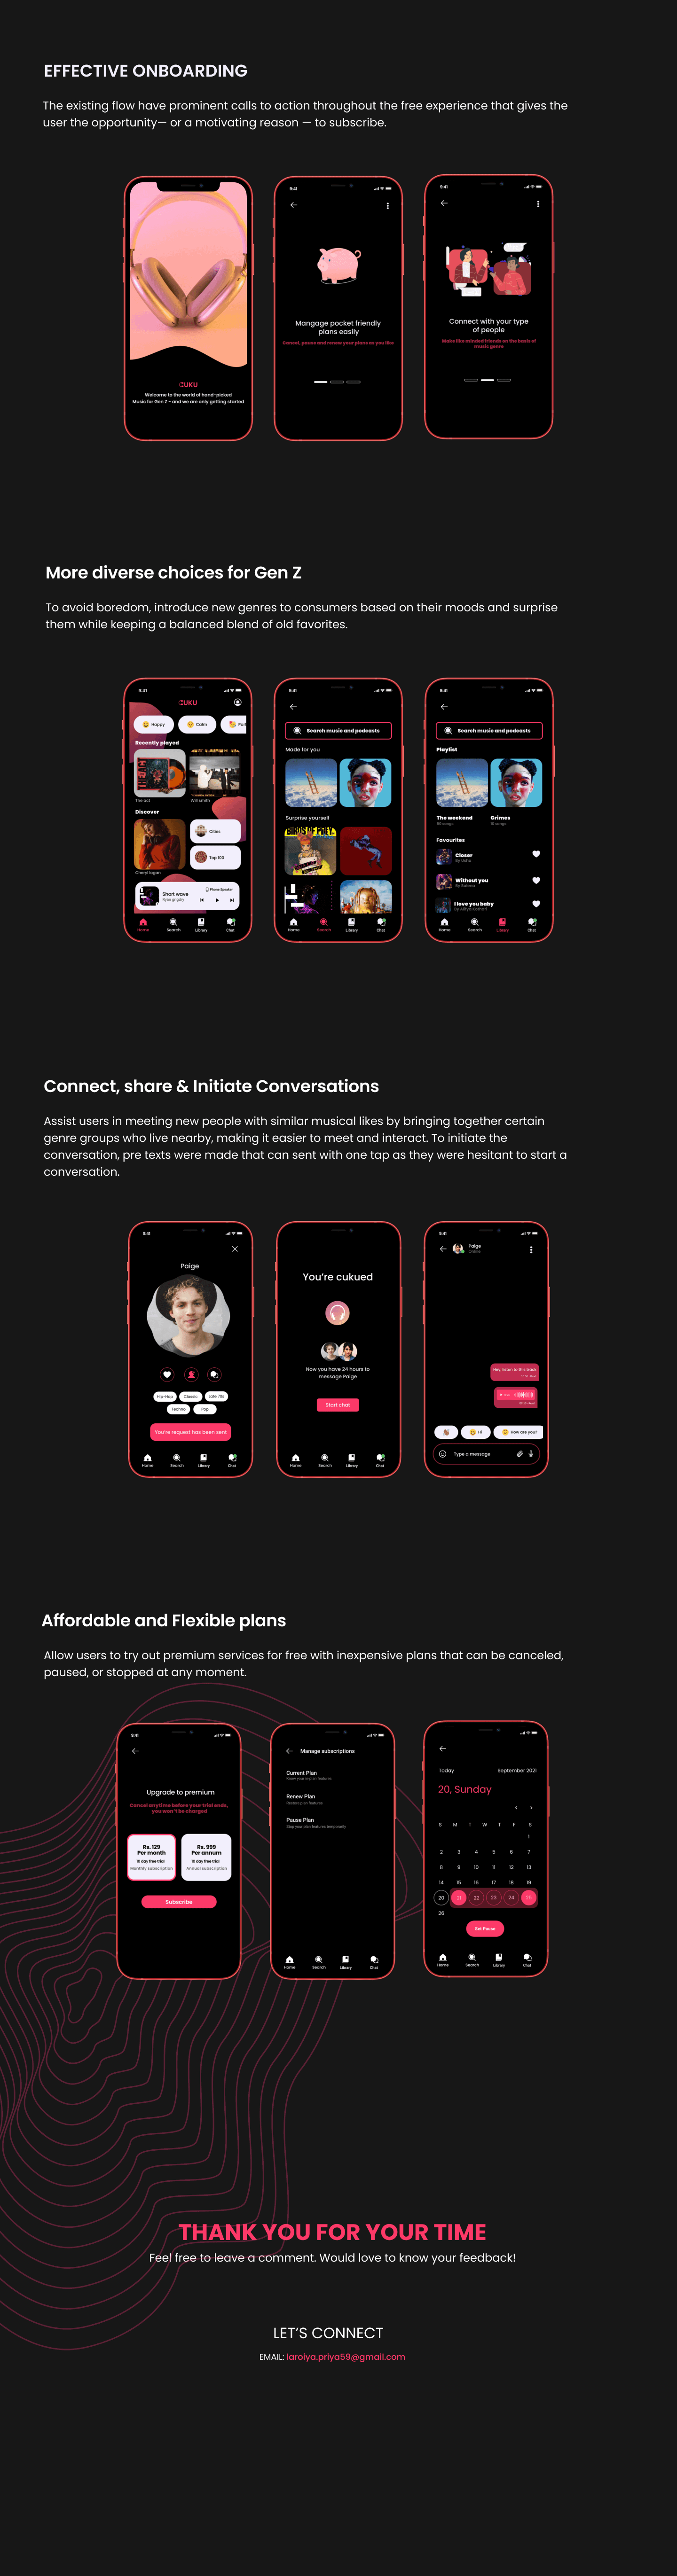 EFFECTIVE ONBOARDING
The existing flow have prominent calls to action throughout the free experience that gives the
user the opportunity— or a motivating reason — to subscribe.
CUKU
Welcome to the world of hand-picked
Music for Gen Z - and we are only getting started
9:41
Mangage pocket friendly
plans easily
Cancel, pause and renew your plans as you like
9:41
Connect with your type
of people
Make like minded friends on the basis of
music genre
More diverse choices for Gen Z
To avoid boredom, introduce new genres to consumers based on their moods and surprise
them while keeping a balanced blend of old favorites.
9:41
CUKU
Happy
Calm
Recently played
The act
Will smith
Discover
Cities
Top 100
Cheryl logan
Short wave
Ryan grigby
Phone Speaker
Home
Search
Library
Chat
9:41
Search music and podcasts
Made for you
Surprise yourself
Home
Search
Library
Chat
9:41
Search music and podcasts
Playlist
The weekend
Grimes
Favourites
Closer
Without you
I love you baby
Home
Search
Library
Chat
Connect, share & Initiate Conversations
Assist users in meeting new people with similar musical likes by bringing together certain
genre groups who live nearby, making it easier to meet and interact. To initiate the
conversation, pre texts were made that can sent with one tap as they were hesitant to start a
conversation.
9:41
Paige
Hip-Hop
Classic
Late 70s
Techno
Pop
You're request has been sent
Home
Search
Library
Chat
You're cukued
Now you have 24 hours to
message Paige
Start chat
Home
Search
Library
Chat
9:41
Paige
Online
Hey, listen to this track
Hi
How are you?
Type a message
Affordable and Flexible plans
Allow users to try out premium services for free with inexpensive plans that can be canceled,
paused, or stopped at any moment.
9:41
Upgrade to premium
Cancel anytime before your trial ends,
you won't be charged
Rs. 129
Per month
10 day free trial
Monthly subscription
Rs. 999
Per annum
10 day free trial
Annual subscription
Subscribe
Manage subscriptions
Current Plan
Know your in plan features
Renew Plan
Restore plan features
Pause Plan
Stop your plan features temporarily
Home
Search
Library
Chat
9:41
Today
September 2021
20, Sunday
S M T W T F S
1
2 3 4 5 6 7
8 9 10 11 12 13
14 15 16 17 18 19
20 21 22 23 24 25
26
Set Pause
Home
Search
Library
Chat
THANK YOU FOR YOUR TIME
Feel free to leave a comment. Would love to know your feedback!
LET'S CONNECT
EMAIL: laroiya.priya59@gmail.com